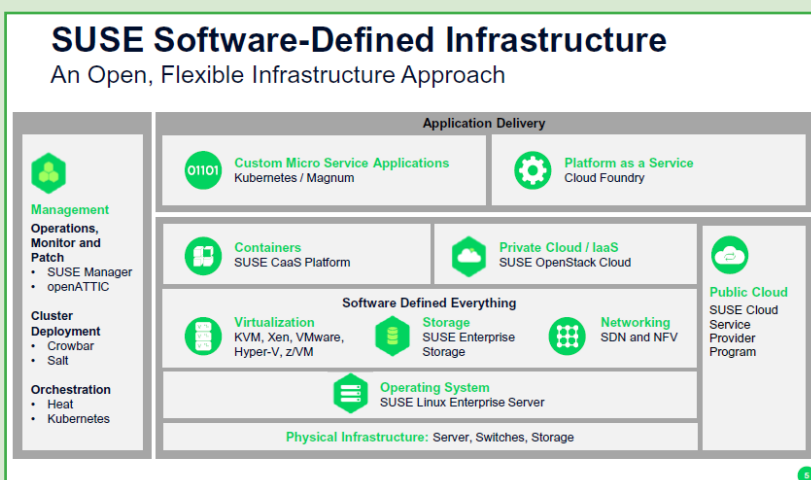 SUSE Software-Defined Infrastructure
An Open, Flexible Infrastructure Approach
Management
Operations,
Monitor and
Patch
• SUSE Manager
• openATTIC
Cluster
Deployment
• Crowbar
• Salt
Orchestration
• Heat
• Kubernetes
Application Delivery
01101
Custom Micro Service Applications
Kubernetes / Magnum
Platform as a Service
Cloud Foundry
Containers
SUSE CaaS Platform
Private Cloud / IaaS
SUSE OpenStack Cloud
Software Defined Everything
Virtualization
KVM, Xen, VMware,
Hyper-V, z/VM
Storage
SUSE Enterprise
Storage
Networking
SDN and NFV
Operating System
SUSE Linux Enterprise Server
Physical Infrastructure: Server, Switches, Storage
Public Cloud
SUSE Cloud
Service
Provider
Program
5